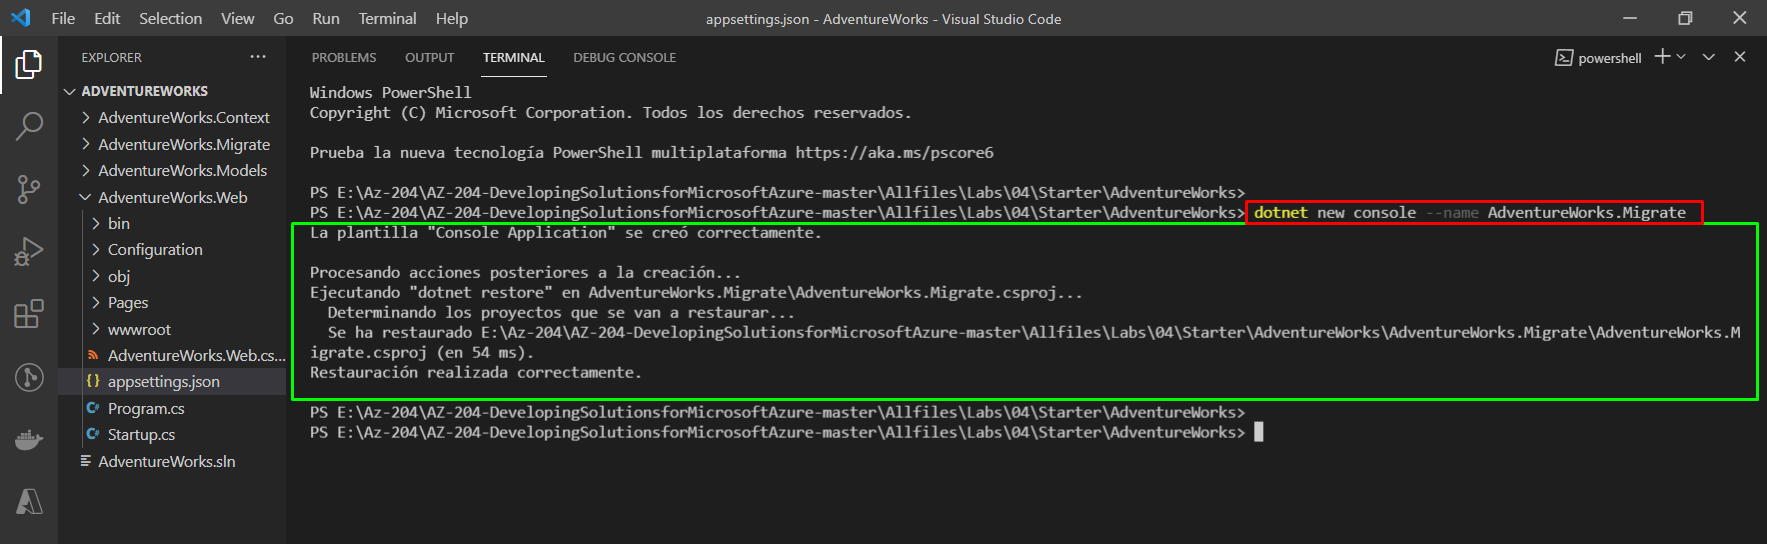 File Edit Selection View Go Run Terminal Help
appsettings.json - AdventureWorks - Visual Studio Code
EXPLORER
ADVENTUREWORKS
AdventureWorks.Context
AdventureWorks.Migrate
AdventureWorks.Models
AdventureWorks.Web
bin
Configuration
obj
Pages
wwwroot
AdventureWorks.Web.cs...
appsettings.json
Program.cs
Startup.cs
AdventureWorks.sln
PROBLEMS OUTPUT TERMINAL DEBUG CONSOLE
powershell
Windows PowerShell
Copyright (C) Microsoft Corporation. Todos los derechos reservados.
Prueba la nueva tecnología PowerShell multiplataforma https://aka.ms/pscore6
PS E:\Az-204\AZ-204-DevelopingSolutionsforMicrosoftAzure-master\Allfiles\Labs\04\Starter\AdventureWorks>
PS E:\Az-204\AZ-204-DevelopingSolutionsforMicrosoftAzure-master\Allfiles\Labs\04\Starter\AdventureWorks> dotnet new console --name AdventureWorks.Migrate
La plantilla "Console Application" se creó correctamente.
Procesando acciones posteriores a la creación...
Ejecutando "dotnet restore" en AdventureWorks.Migrate\AdventureWorks.Migrate.csproj...
Determinando los proyectos que se van a restaurar...
Se ha restaurado E:\Az-204\AZ-204-DevelopingSolutionsforMicrosoftAzure-master\Allfiles\Labs\04\Starter\AdventureWorks\AdventureWorks.Migrate\AdventureWorks.M
igrate.csproj (en 54 ms).
Restauración realizada correctamente.
PS E:\Az-204\AZ-204-DevelopingSolutionsforMicrosoftAzure-master\Allfiles\Labs\04\Starter\AdventureWorks>
PS E:\Az-204\AZ-204-DevelopingSolutionsforMicrosoftAzure-master\Allfiles\Labs\04\Starter\AdventureWorks>